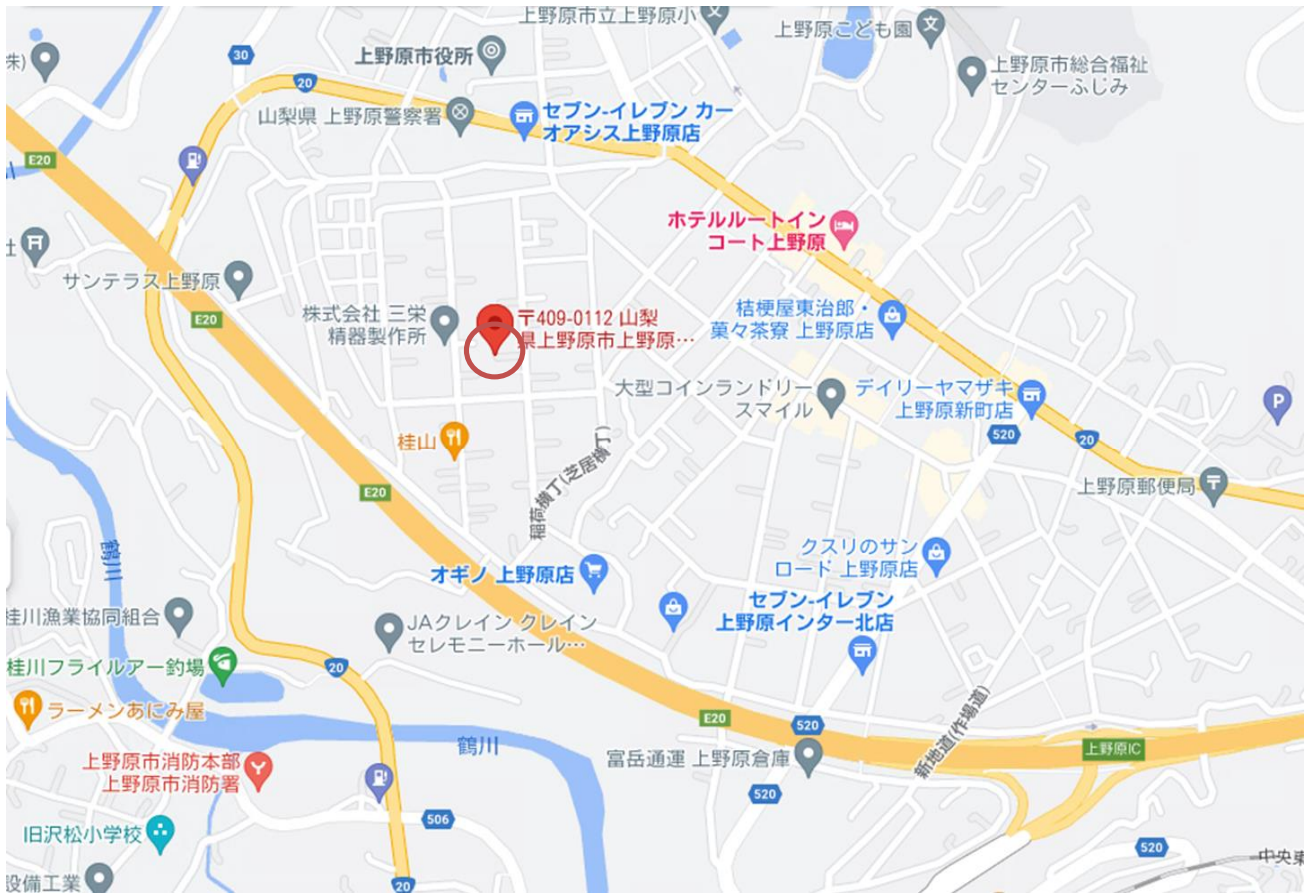 上野原市立上野原小
上野原こども園
30
上野原市役所
株)
20
上野原市総合福祉
センターふじみ
山梨県 上野原警察署
セブン-イレブン カー
オアシス上野原店
E20
ホテルルートイン
コート上野原
社
サンテラス上野原
E20
株式会社 三栄
精器製作所
〒409-0112 山梨
県上野原市上野原…
桔梗屋東治郎・
菓々茶寮 上野原店
大型コインランドリー
スマイル
デイリーヤマザキ
上野原新町店
P
520
20
桂山
稲荷横丁(芝居横丁)
上野原郵便局
E20
鶴川
クスリのサン
ロード 上野原店
オギノ 上野原店
セブン-イレブン
上野原インター北店
桂川漁業協同組合
JAクレイン クレイン
セレモニーホール…
桂川フライルアー釣場
20
ラーメンあにみ屋
新地道(作場道)
E20
520
鶴川
上野原IC
富岳通運 上野原倉庫
上野原市消防本部
上野原市消防署
520
506
旧沢松小学校
520
中央東
設備工業
20